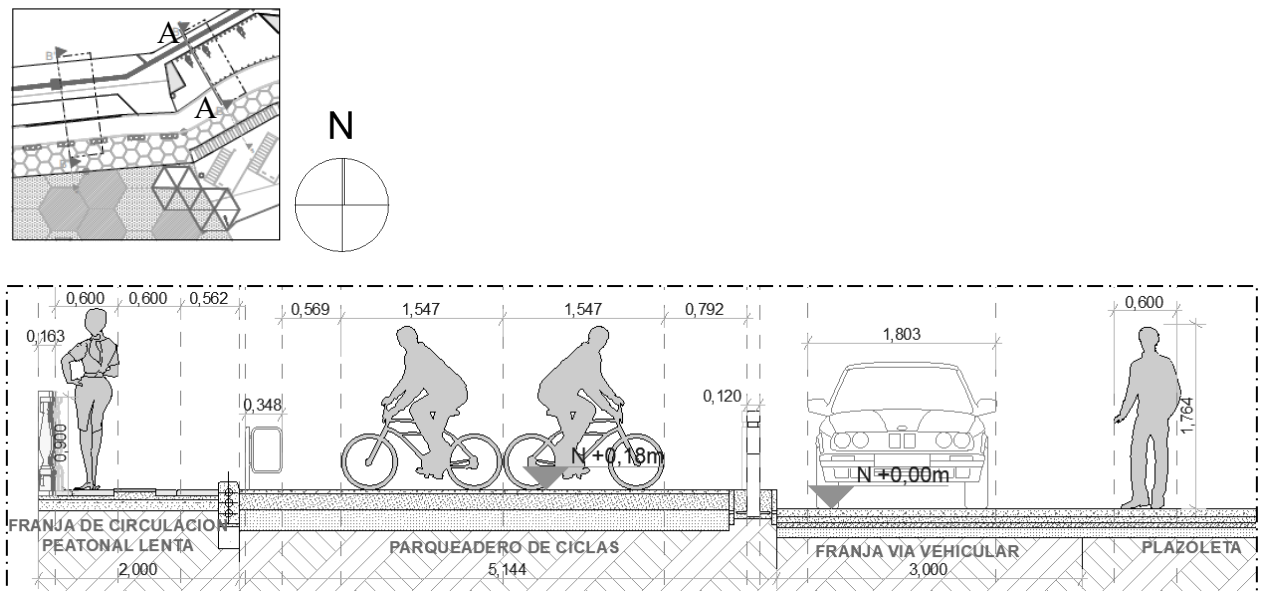 A
B'
A
N
0,600 0,600 0,562
0,569 1,547 1,547 0,792
0,600
0,163
1,803
0,348
0,120
0,900
1,764
N +0,18m
N +0,00m
FRANJA DE CIRCULACION
PEATONAL LENTA
PARQUEADERO DE CICLAS
FRANJA VIA VEHICULAR
PLAZOLETA
2,000
5,144
3,000